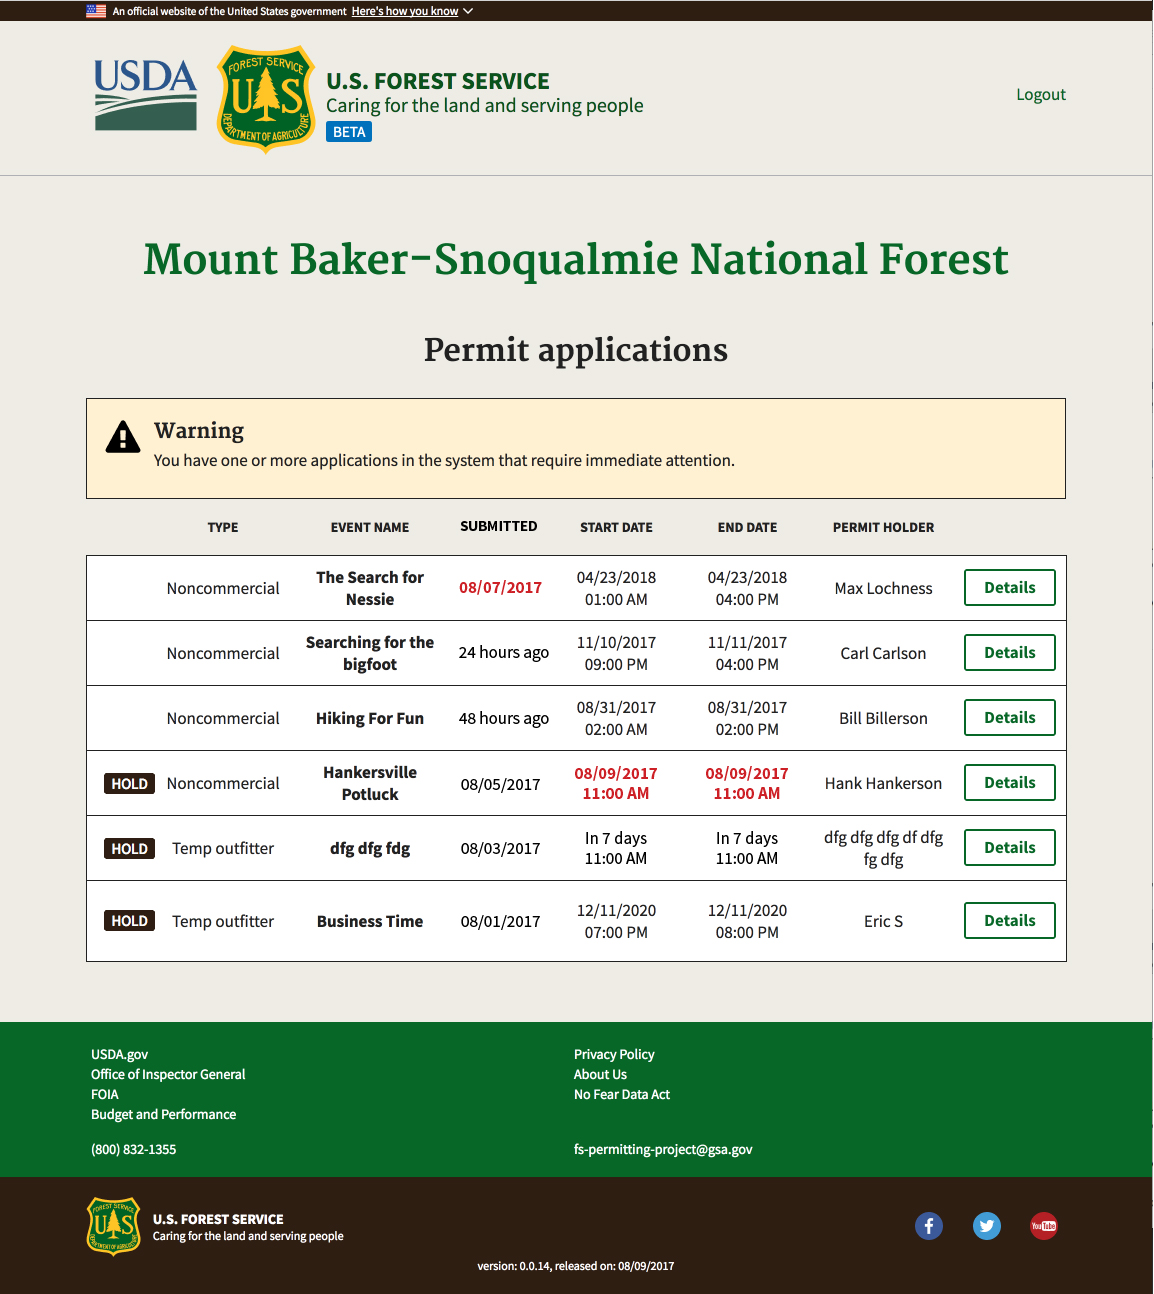 An official website of the United States government Here's how you know
USDA
FOREST SERVICE
U S
DEPARTMENT OF AGRICULTURE
U.S. FOREST SERVICE
Caring for the land and serving people
BETA
Logout
Mount Baker-Snoqualmie National Forest
Permit applications
Warning
You have one or more applications in the system that require immediate attention.
TYPE EVENT NAME SUBMITTED START DATE END DATE PERMIT HOLDER
Noncommercial The Search for Nessie 08/07/2017 04/23/2018 01:00 AM 04/23/2018 04:00 PM Max Lochness Details
Noncommercial Searching for the bigfoot 24 hours ago 11/10/2017 09:00 PM 11/11/2017 04:00 PM Carl Carlson Details
Noncommercial Hiking For Fun 48 hours ago 08/31/2017 02:00 AM 08/31/2017 02:00 PM Bill Billerson Details
HOLD Noncommercial Hankersville Potluck 08/05/2017 08/09/2017 11:00 AM 08/09/2017 11:00 AM Hank Hankerson Details
HOLD Temp outfitter dfg dfg fdg 08/03/2017 In 7 days 11:00 AM In 7 days 11:00 AM dfg dfg dfg df dfg fg dfg Details
HOLD Temp outfitter Business Time 08/01/2017 12/11/2020 07:00 PM 12/11/2020 08:00 PM Eric S Details
USDA.gov
Office of Inspector General
FOIA
Budget and Performance
(800) 832-1355
Privacy Policy
About Us
No Fear Data Act
fs-permitting-project@gsa.gov
FOREST SERVICE
U S
DEPARTMENT OF AGRICULTURE
U.S. FOREST SERVICE
Caring for the land and serving people
f
You Tube
version: 0.0.14, released on: 08/09/2017